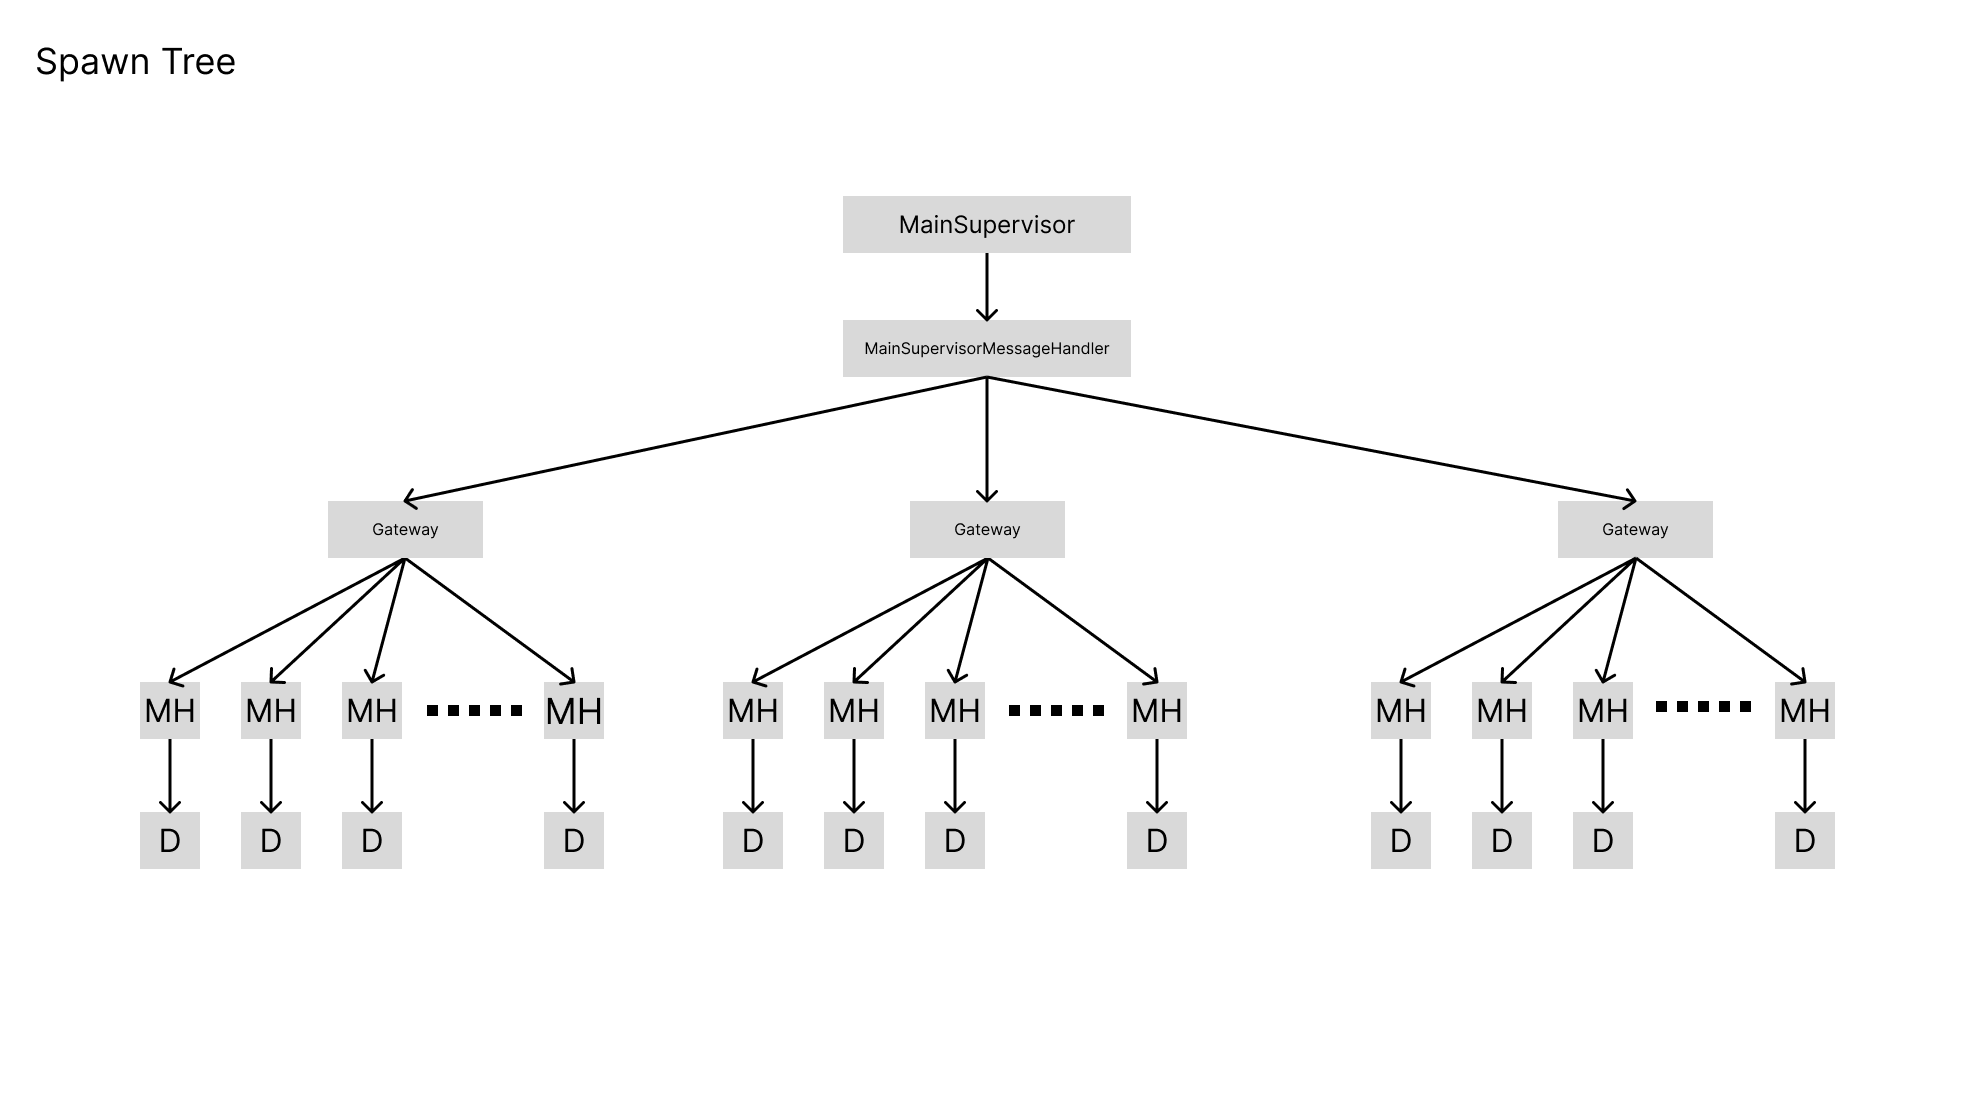 Spawn Tree
MainSupervisor
MainSupervisorMessageHandler
Gateway Gateway Gateway
MH MH MH MH MH MH MH MH MH MH MH MH
D D D D D D D D D D D D